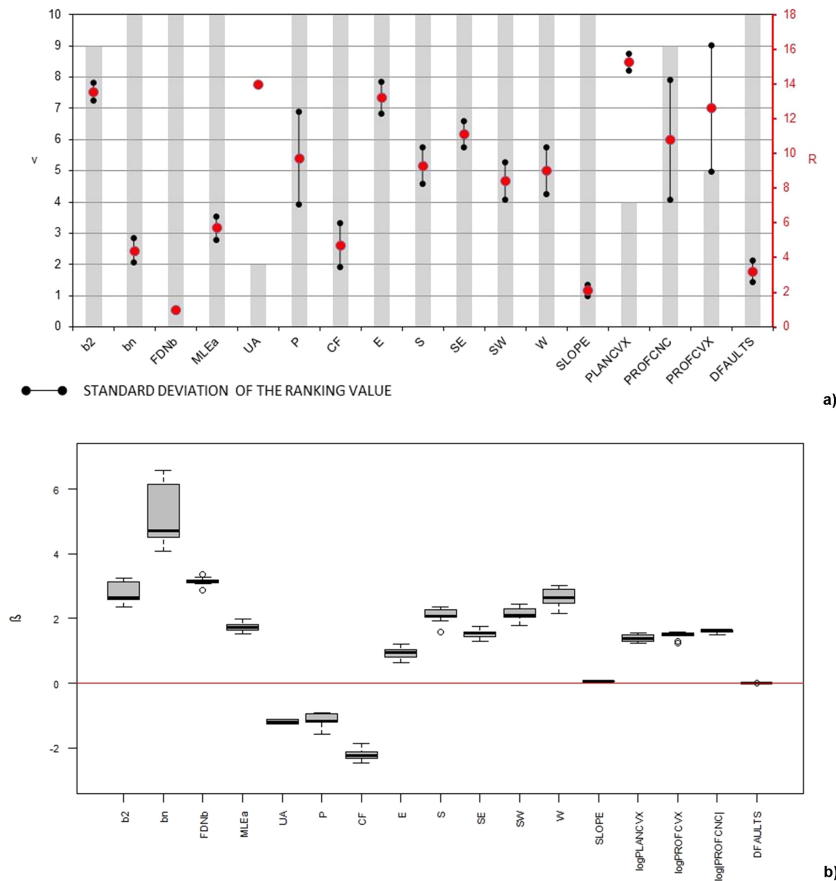 10
9
8
7
6
5
4
3
2
1
0
v
18
16
14
12
10
8
6
4
2
0
R
b2
bn
FDNb
MLEa
UA
P
CF
E
S
SE
SW
W
SLOPE
PLANCVX
PROFCNC
PROFCVX
DFAULTS
STANDARD DEVIATION OF THE RANKING VALUE
a)
6
4
2
0
-2
ß
b2
bn
FDNb
MLEa
UA
P
CF
E
S
SE
SW
W
SLOPE
logPLANCVX
logPROFCVX
log|PROFCNC|
DFAULTS
b)